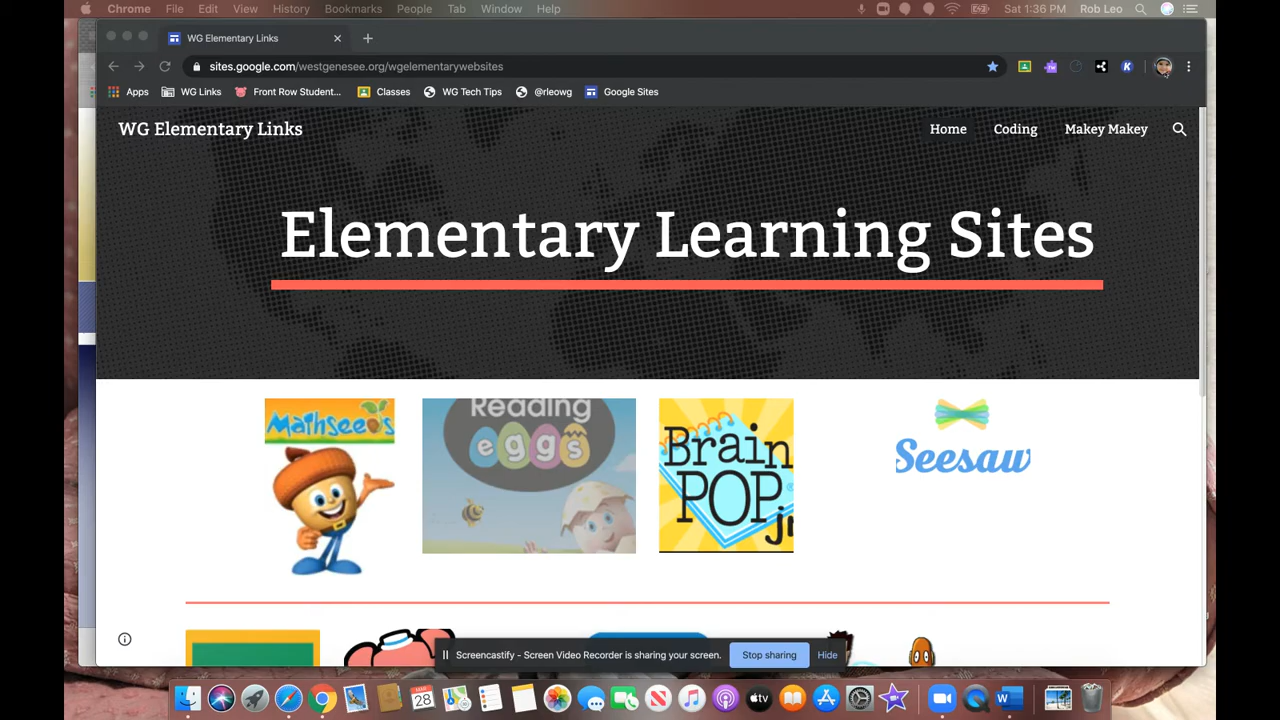 Chrome File Edit View History Bookmarks People Tab Window Help Sat 1:36 PM Rob Leo
WG Elementary Links
sites.google.com/westgenesee.org/wgelementarywebsites
Apps WG Links Front Row Student... Classes WG Tech Tips @rleowg Google Sites
WG Elementary Links Home Coding Makey Makey
Elementary Learning Sites
Mathseeds
Reading
eggs
Brain
POP
jr
Seesaw
Screencastify - Screen Video Recorder is sharing your screen. Stop sharing Hide
MAR
28
tv
W